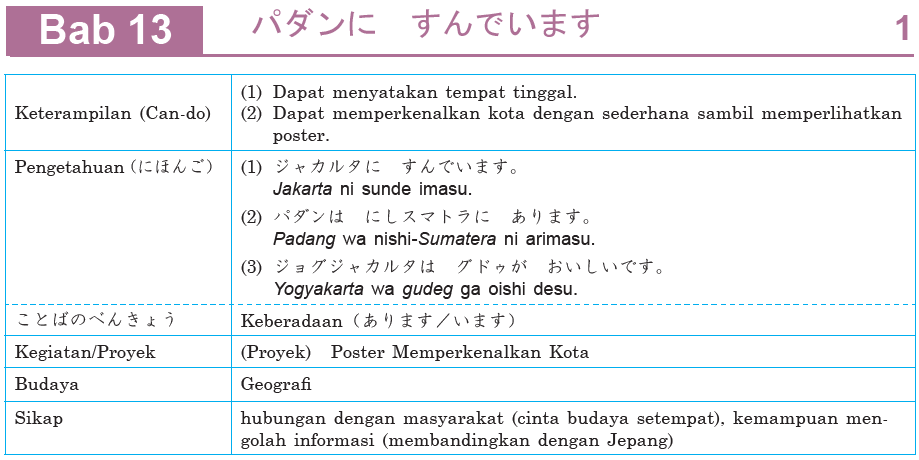 Bab 13 パダンに　すんでいます 1
Keterampilan (Can-do)
(1) Dapat menyatakan tempat tinggal.
(2) Dapat memperkenalkan kota dengan sederhana sambil memperlihatkan
poster.
Pengetahuan (にほんご)
(1) ジャカルタに　すんでいます。
Jakarta ni sunde imasu.
(2) パダンは　にしスマトラに　あります。
Padang wa nishi-Sumatera ni arimasu.
(3) ジョグジャカルタは　グドゥが　おいしいです。
Yogyakarta wa gudeg ga oishi desu.
ことばのべんきょう
Keberadaan (あります／います)
Kegiatan/Proyek
(Proyek)　Poster Memperkenalkan Kota
Budaya
Geografi
Sikap
hubungan dengan masyarakat (cinta budaya setempat), kemampuan men-
golah informasi (membandingkan dengan Jepang)